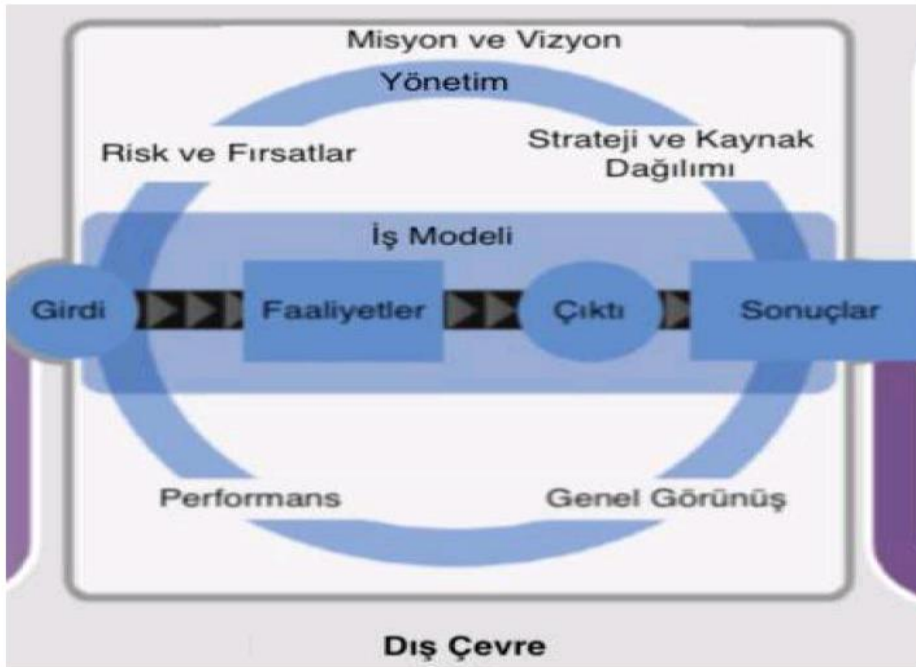 Misyon ve Vizyon
Yönetim
Risk ve Fırsatlar
Strateji ve Kaynak
Dağılımı
İş Modeli
Girdi
Faaliyetler
Çıktı
Sonuçlar
Performans
Genel Görünüş
Dış Çevre